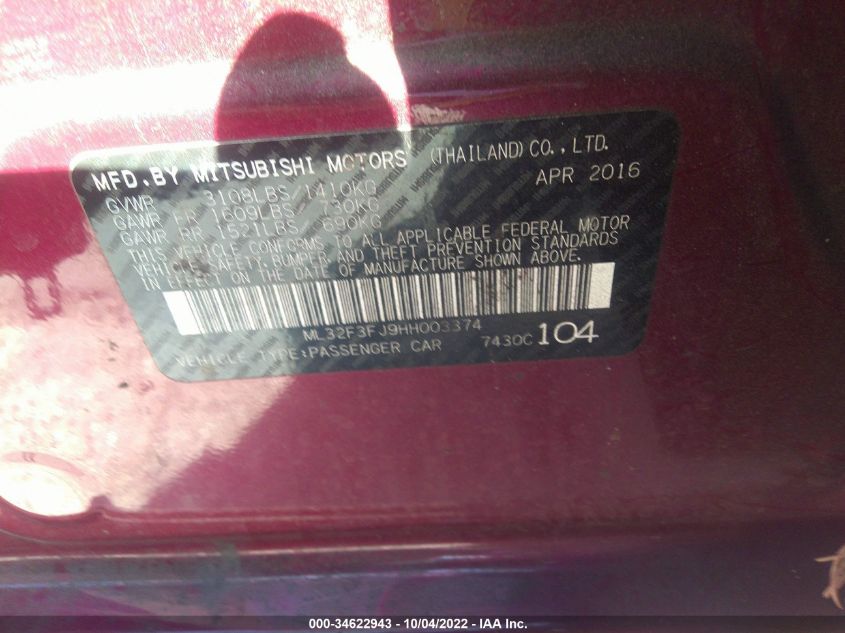 MFD.BY MITSUBISHI MOTORS (THAILAND) CO., LTD.
APR 2016
GVWR 3108LBS/1410KG
GAWR FR 1609LBS 730KG
GAWR RR 1521LBS 690KG
THIS VEHICLE CONFORMS TO ALL APPLICABLE FEDERAL MOTOR
VEHICLE SAFETY, BUMPER, AND THEFT PREVENTION STANDARDS
IN EFFECT ON THE DATE OF MANUFACTURE SHOWN ABOVE.
ML32F3FJ9HH003374
VEHICLE TYPE:PASSENGER CAR 7430C 104
000-34622943 - 10/04/2022 - IAA Inc.